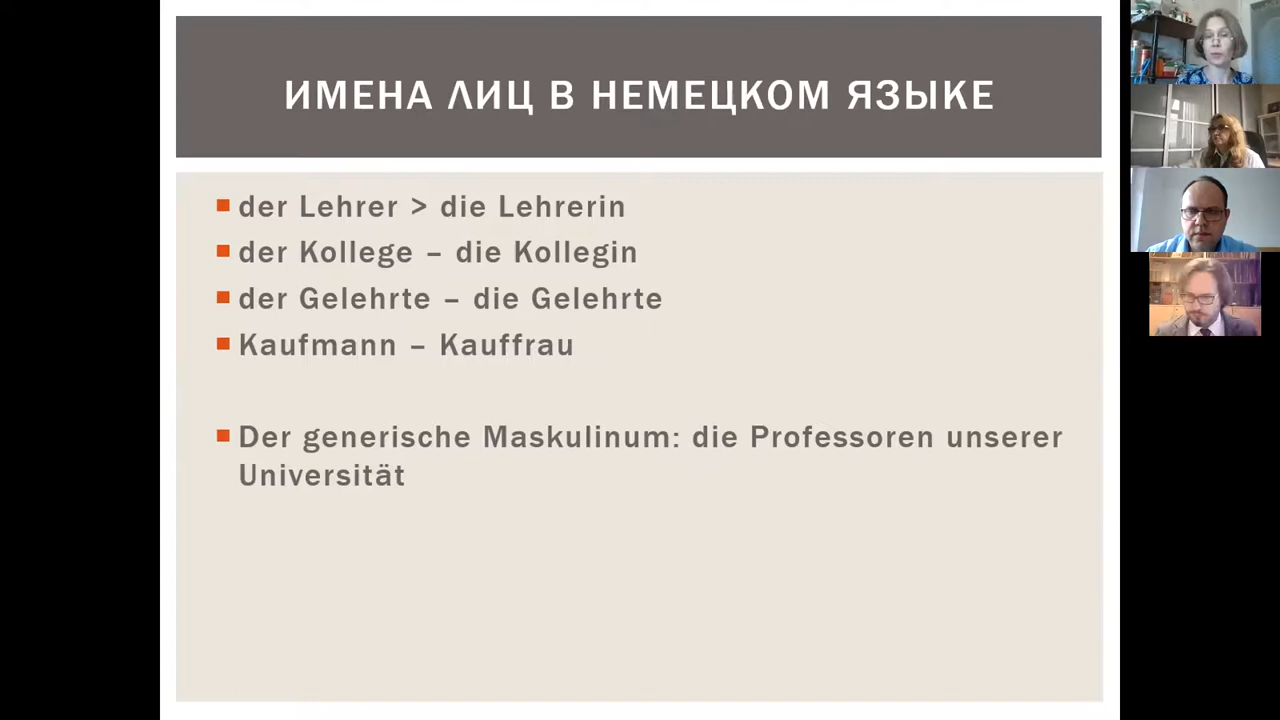 ИМЕНА ЛИЦ В НЕМЕЦКОМ ЯЗЫКЕ
der Lehrer > die Lehrerin
der Kollege – die Kollegin
der Gelehrte – die Gelehrte
Kaufmann – Kauffrau
Der generische Maskulinum: die Professoren unserer
Universität